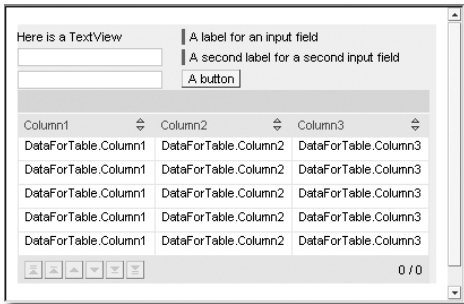 Here is a TextView A label for an input field
A second label for a second input field
A button
Column1 Column2 Column3
DataForTable.Column1 DataForTable.Column2 DataForTable.Column3
DataForTable.Column1 DataForTable.Column2 DataForTable.Column3
DataForTable.Column1 DataForTable.Column2 DataForTable.Column3
DataForTable.Column1 DataForTable.Column2 DataForTable.Column3
DataForTable.Column1 DataForTable.Column2 DataForTable.Column3
0 / 0